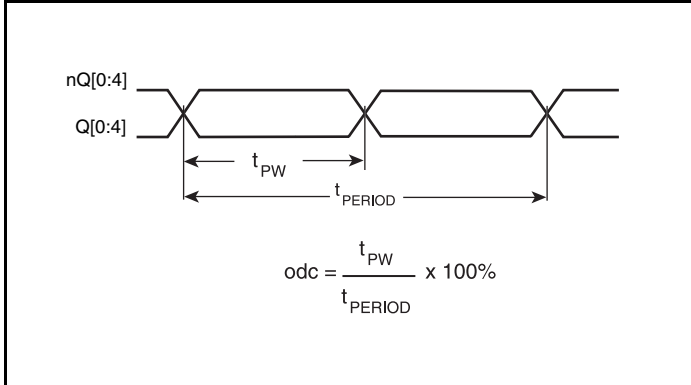 nQ[0:4]
Q[0:4]
tPW
tPERIOD
odc = tPW / tPERIOD x 100%